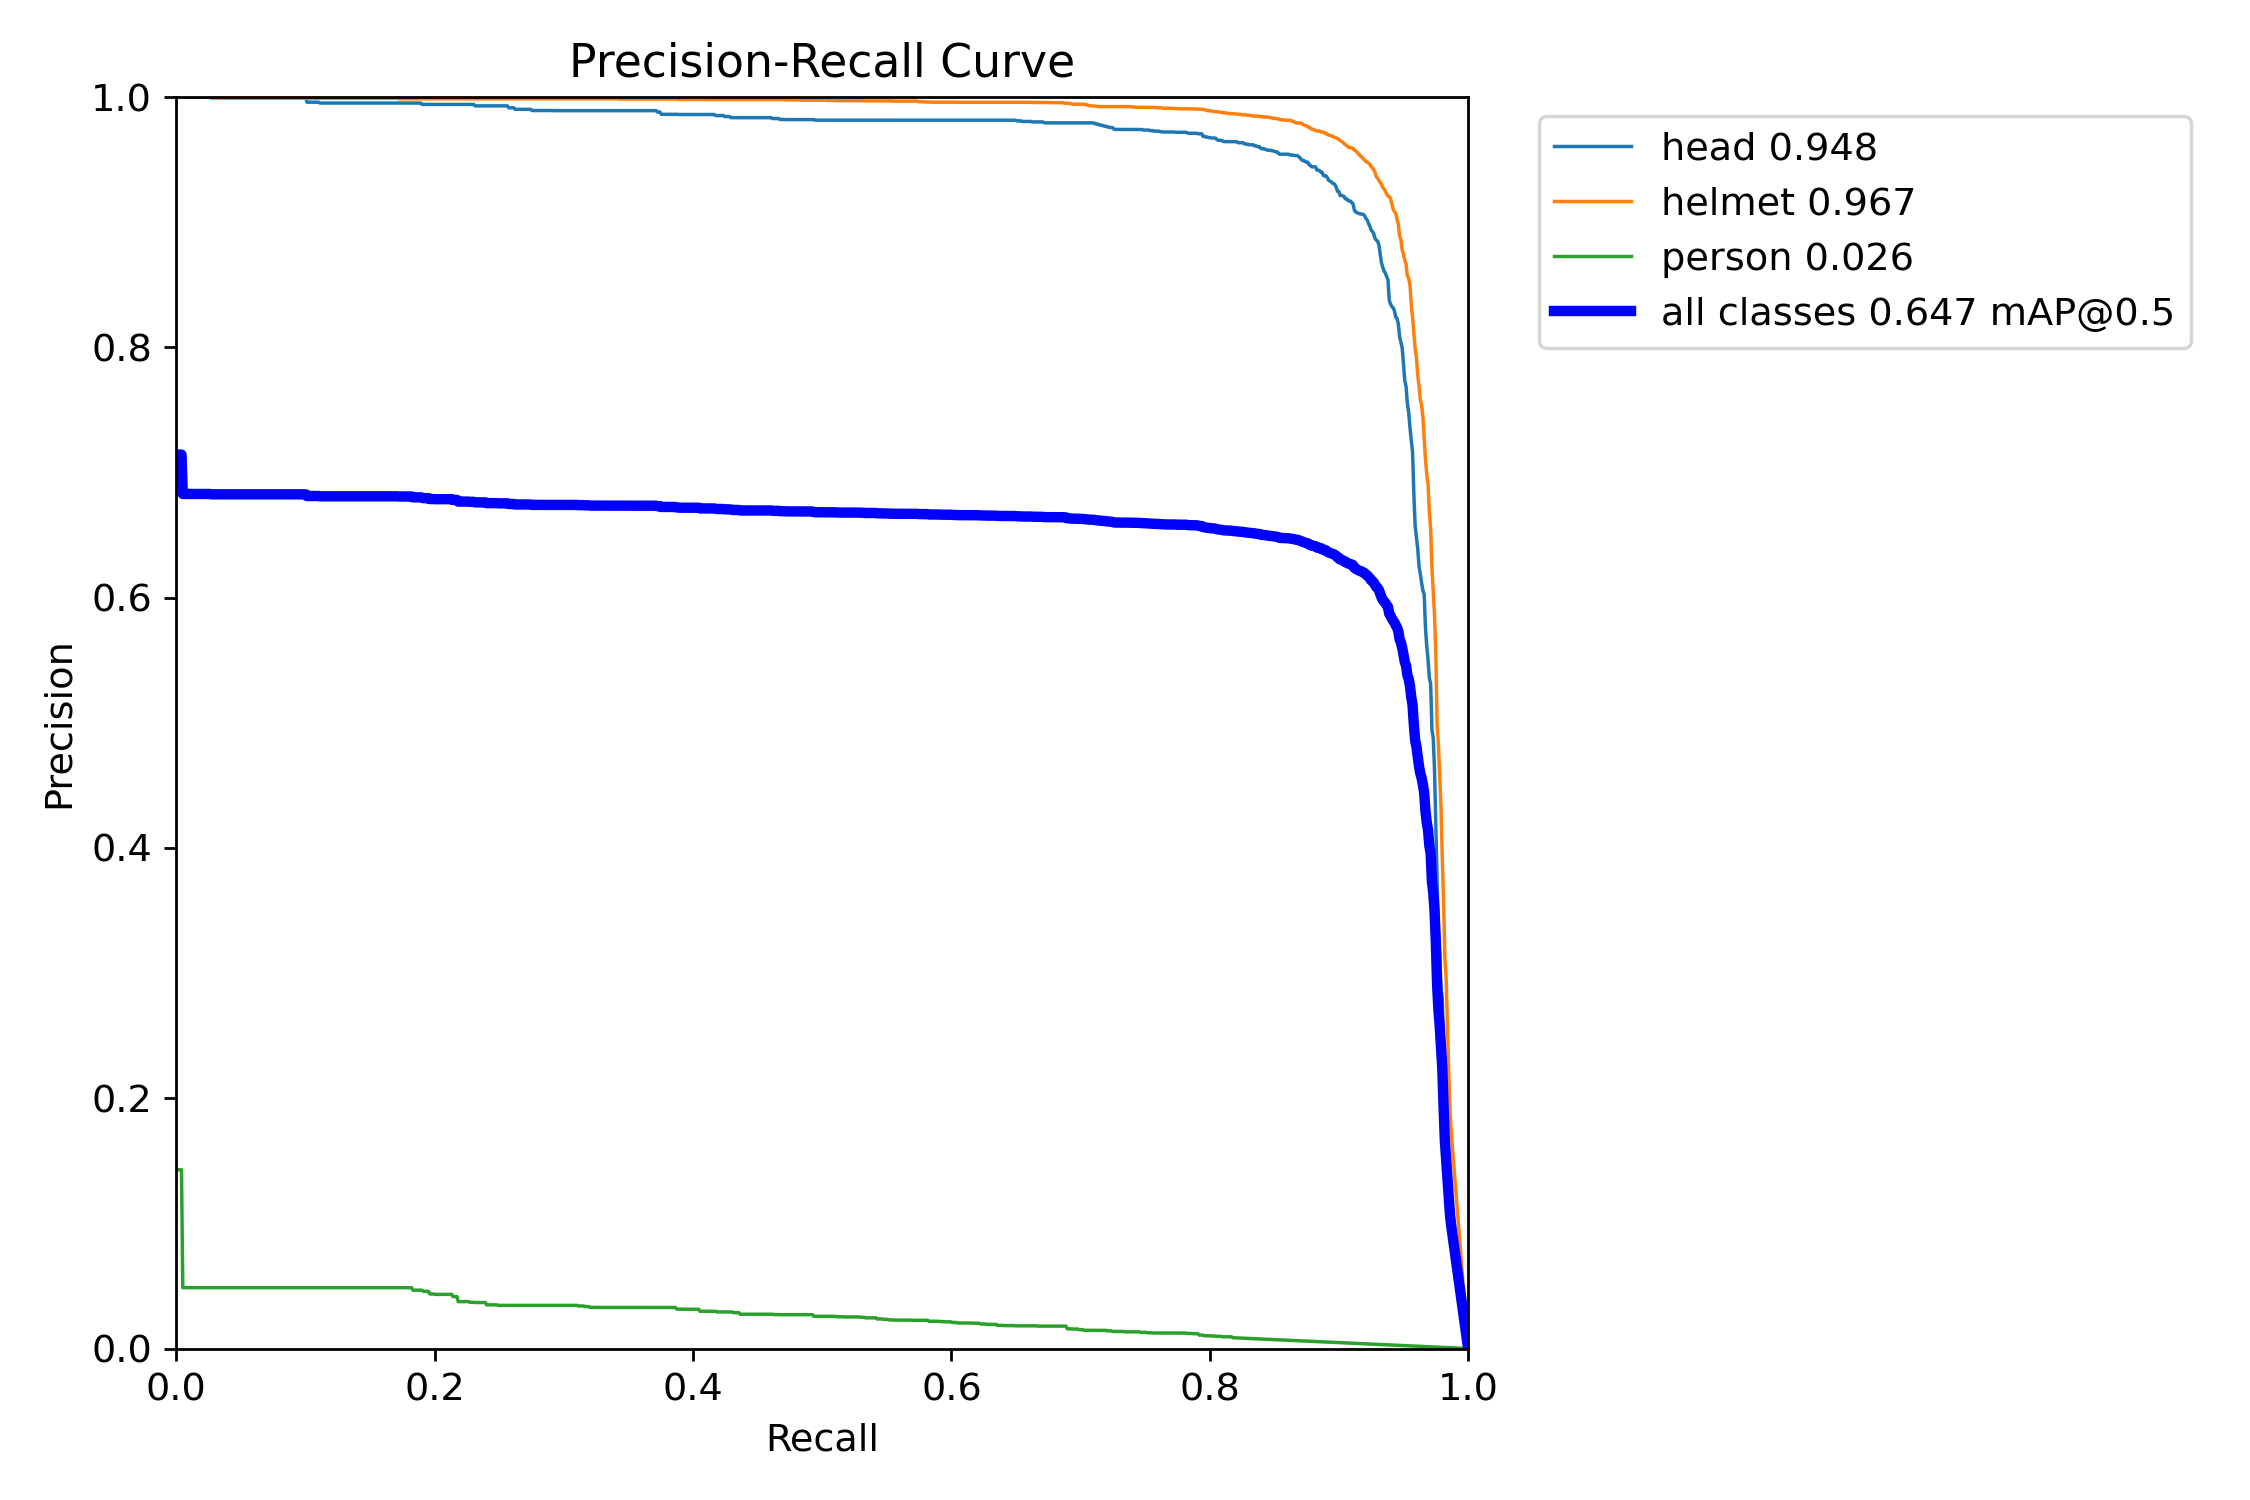 Precision-Recall Curve
1.0
0.8
0.6
0.4
0.2
0.0
Precision
0.0 0.2 0.4 0.6 0.8 1.0
Recall
head 0.948
helmet 0.967
person 0.026
all classes 0.647 mAP@0.5